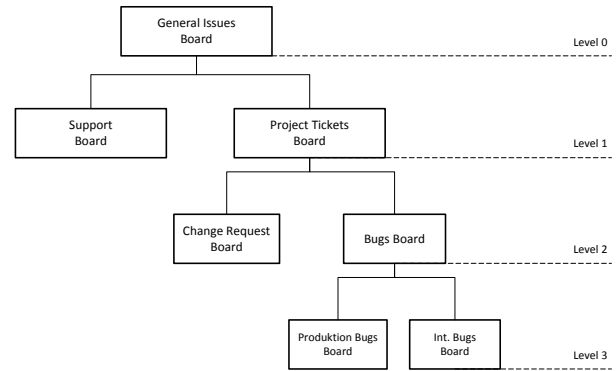 General Issues
Board
Level 0
Support
Board
Project Tickets
Board
Level 1
Change Request
Board
Bugs Board
Level 2
Produktion Bugs
Board
Int. Bugs
Board
Level 3